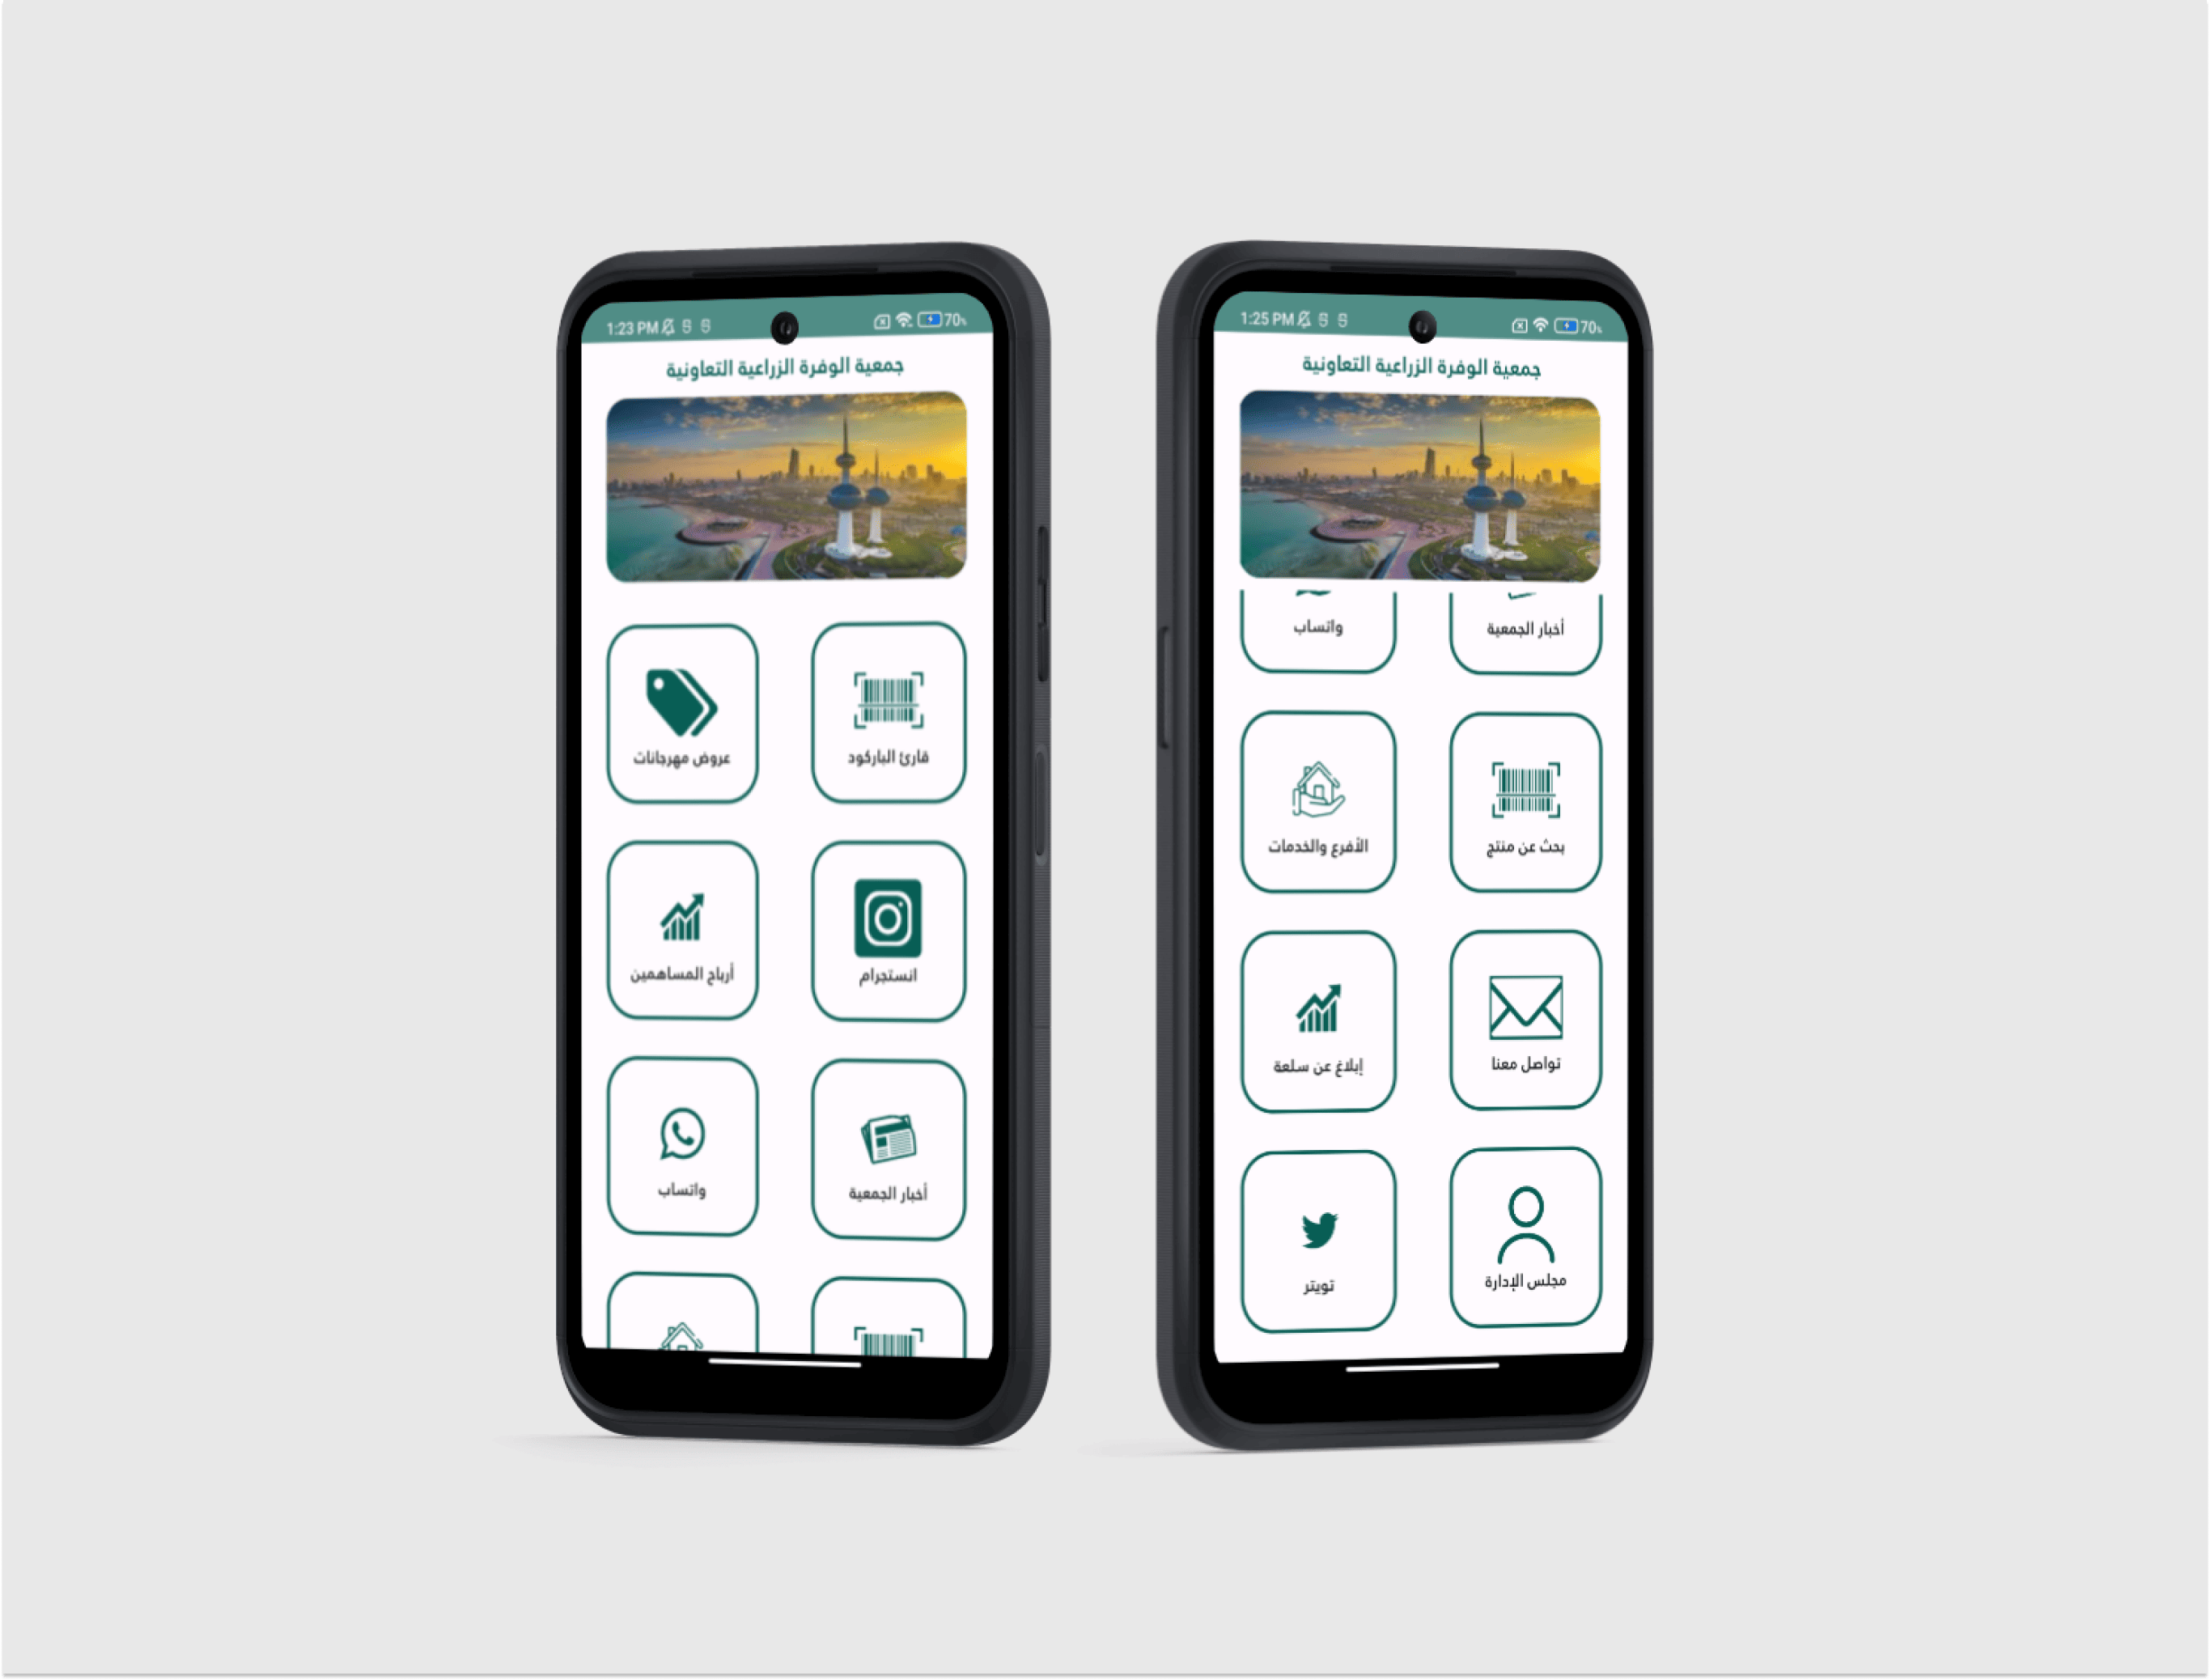 1:23 PM
70%
جمعية الوفرة الزراعية التعاونية
قارئ الباركود
عروض مهرجانات
انستجرام
أرباح المساهمين
أخبار الجمعية
واتساب
1:25 PM
70%
جمعية الوفرة الزراعية التعاونية
أخبار الجمعية
واتساب
بحث عن منتج
الأفرع والخدمات
تواصل معنا
إبلاغ عن سلعة
مجلس الإدارة
تويتر